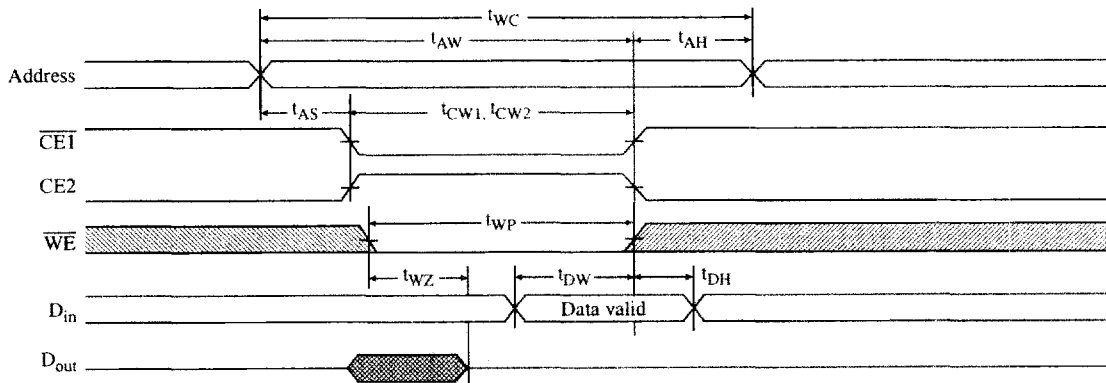 tWC
tAW
tAH
Address
tAS
tCW1, tCW2
CE1
CE2
tWP
WE
tWZ
tDW
tDH
Din
Data valid
Dout